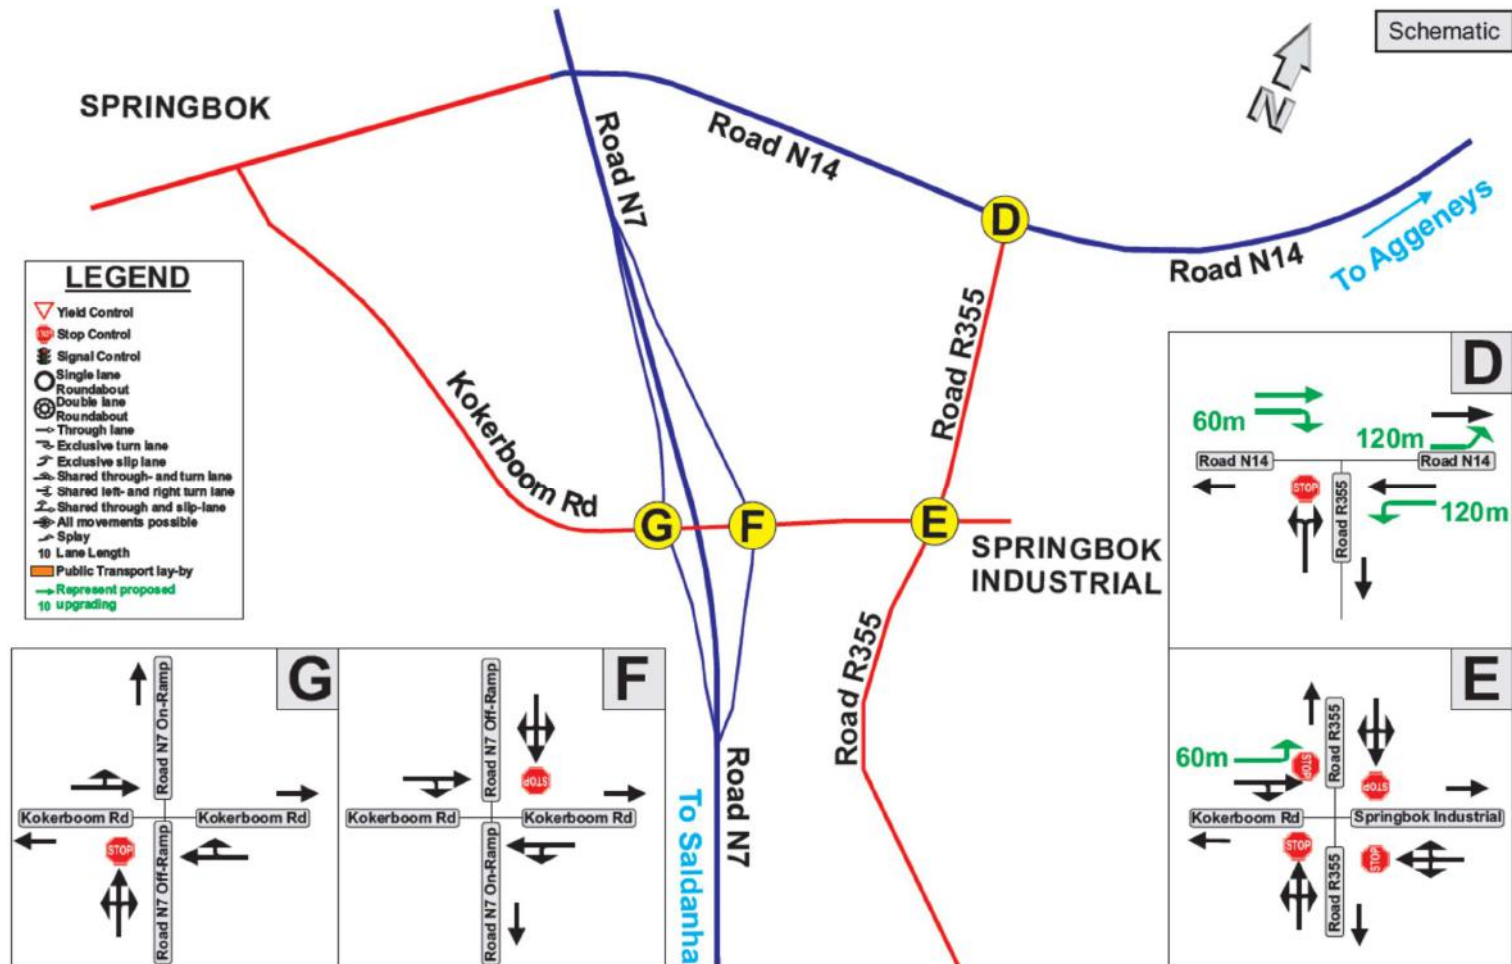 Schematic
N
SPRINGBOK
Road N7
Road N14
D
Road N14
To Aggeneys
LEGEND
Yield Control
STOP Stop Control
Signal Control
Single lane
Roundabout
Double lane
Roundabout
Through lane
Exclusive turn lane
Exclusive slip lane
Shared through- and turn lane
Shared left- and right turn lane
Shared through and slip-lane
All movements possible
Splay
10 Lane Length
Public Transport lay-by
Represent proposed
10 upgrading
Kokerboom Rd
Road R355
G
F
E
SPRINGBOK
INDUSTRIAL
Road R355
Road N7
To Saldanha
D
60m
120m
Road N14
Road N14
STOP
Road R355
120m
G
Road N7 On-Ramp
Kokerboom Rd
Kokerboom Rd
STOP
Road N7 Off-Ramp
F
Road N7 Off-Ramp
STOP
Kokerboom Rd
Kokerboom Rd
Road N7 On-Ramp
E
Road R355
60m
STOP
STOP
Kokerboom Rd
Springbok Industrial
STOP
STOP
Road R355